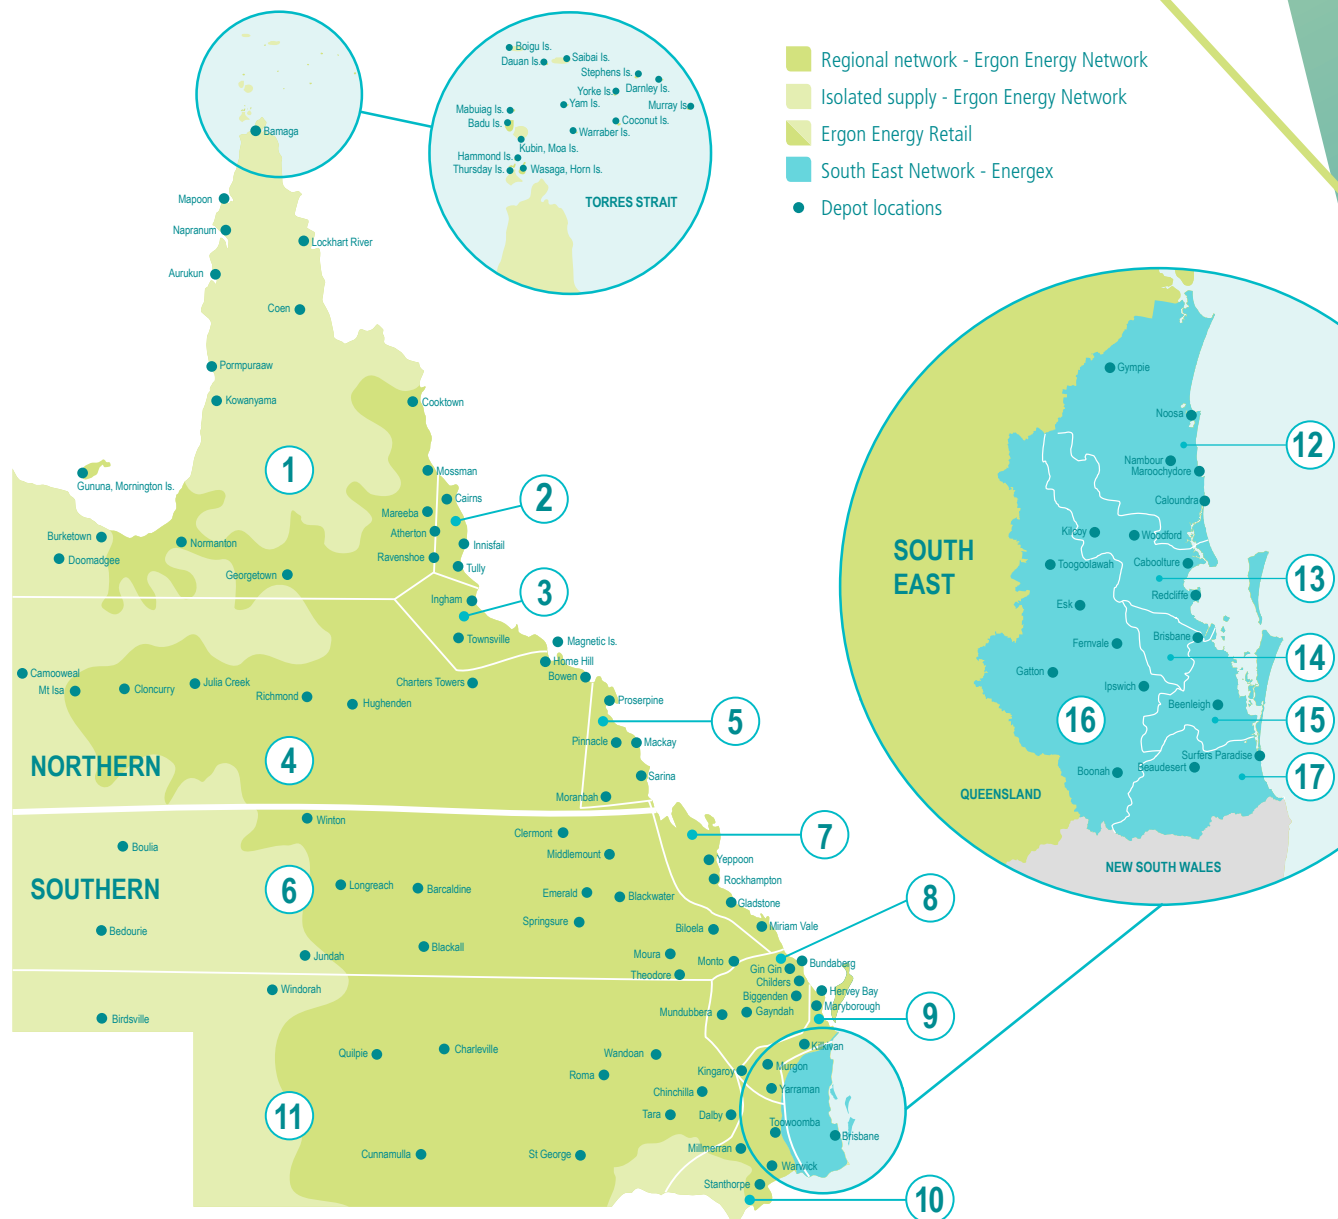 Regional network - Ergon Energy Network
Isolated supply - Ergon Energy Network
Ergon Energy Retail
South East Network - Energex
Depot locations
Boigu Is.
Dauan Is.
Saibai Is.
Stephens Is.
Darnley Is.
Yorke Is.
Yam Is.
Murray Is
Mabuiag Is.
Badu Is.
Coconut Is.
Warraber Is.
Kubin, Moa Is.
Hammond Is.
Thursday Is.
Wasaga, Horn Is.
TORRES STRAIT
Bamaga
Mapoon
Napranum
Lockhart River
Aurukun
Coen
Pormpuraaw
Kowanyama
Cooktown
1
Gununa, Mornington Is.
Mossman
Cairns
2
Mareeba
Atherton
Innisfail
Ravenshoe
Tully
Burketown
Doomadgee
Normanton
Georgetown
3
Ingham
Townsville
Magnetic Is.
Home Hill
Bowen
Camooweal
Mt Isa
Cloncurry
Julia Creek
Richmond
Hughenden
Charters Towers
Proserpine
5
Pinnacle
Mackay
Sarina
Moranbah
NORTHERN
4
Winton
Clermont
7
Boulia
Middlemount
Yeppoon
SOUTHERN
6
Longreach
Barcaldine
Emerald
Blackwater
Rockhampton
Gladstone
8
Springsure
Biloela
Miriam Vale
Bedourie
Jundah
Blackall
Moura
Monto
Theodore
Gin Gin
Bundaberg
Childers
Biggenden
Hervey Bay
Maryborough
Windorah
Birdsville
Mundubbera
Gayndah
9
Kilkivan
Quilpie
Charleville
Wandoan
Roma
Kingaroy
Murgon
Chinchilla
Yarraman
11
Tara
Dalby
Toowoomba
Brisbane
Cunnamulla
St George
Millmerran
Warwick
Stanthorpe
10
Gympie
Noosa
12
Nambour
Maroochydore
Caloundra
Kilcoy
Woodford
SOUTH
EAST
Toogoolawah
Caboolture
13
Esk
Redcliffe
Fernvale
Brisbane
14
Gatton
Ipswich
Beenleigh
15
16
Surfers Paradise
Boonah
Beaudesert
17
QUEENSLAND
NEW SOUTH WALES